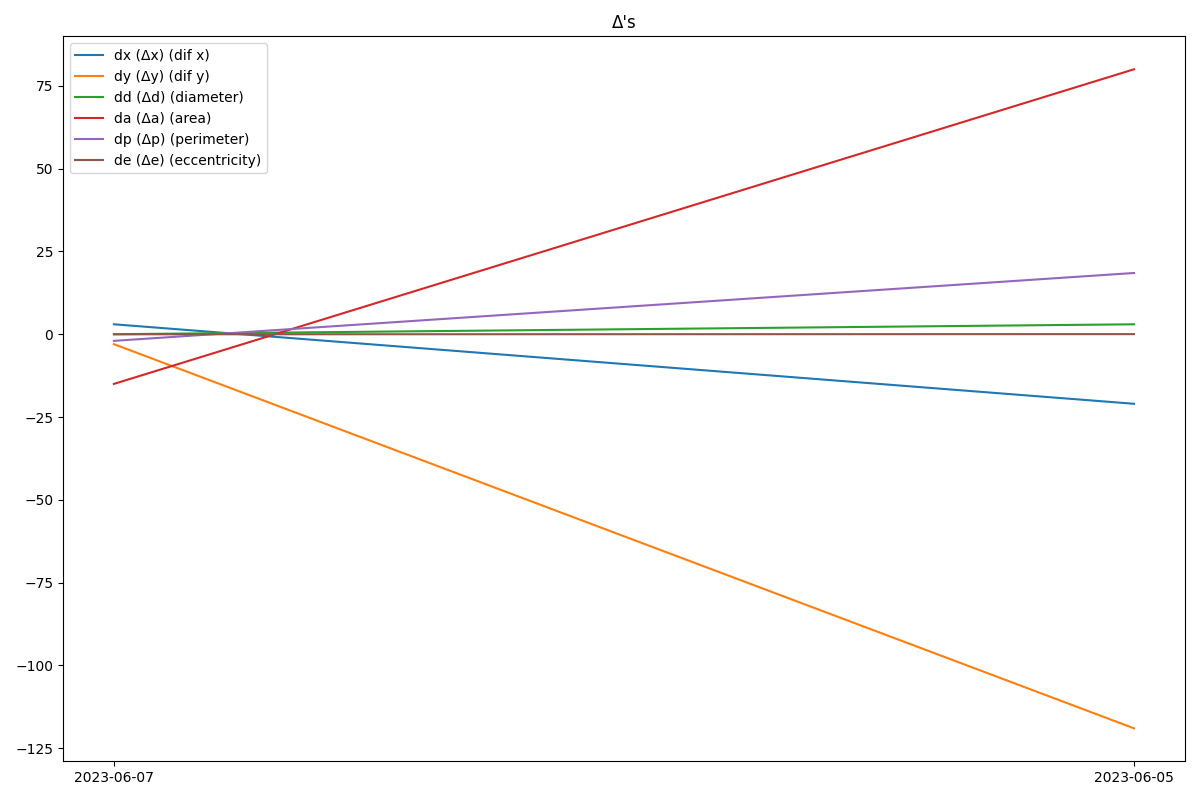 Δ's
dx (Δx) (dif x)
dy (Δy) (dif y)
dd (Δd) (diameter)
da (Δa) (area)
dp (Δp) (perimeter)
de (Δe) (eccentricity)
75
50
25
0
−25
−50
−75
−100
−125
2023-06-07 2023-06-05